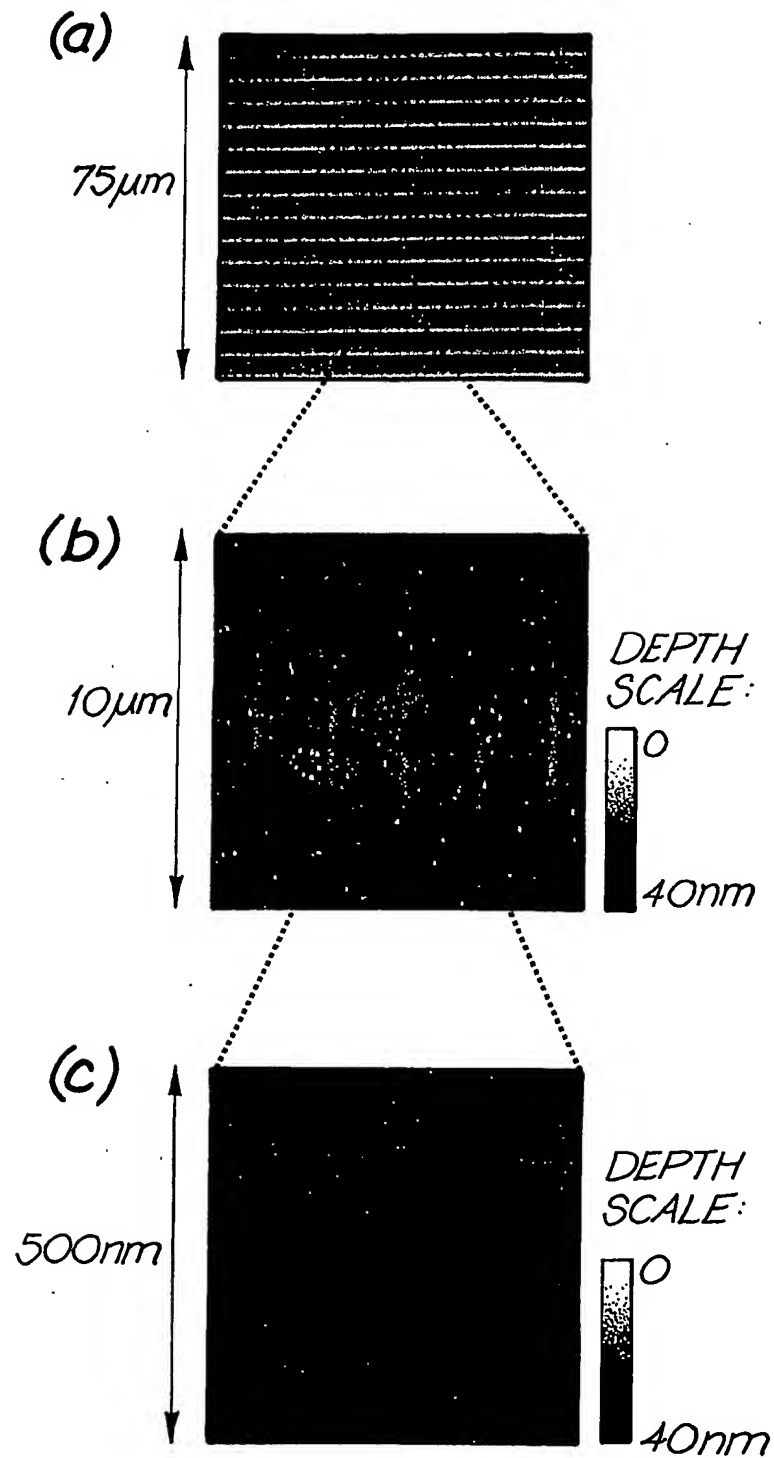 (a)
75μm
(b)
10μm
DEPTH
SCALE:
0
40nm
(c)
500nm
DEPTH
SCALE:
0
40nm